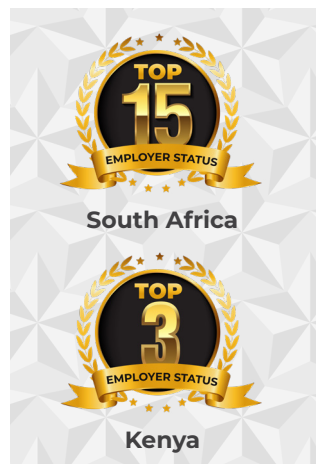 TOP
15
EMPLOYER STATUS
South Africa
TOP
3
EMPLOYER STATUS
Kenya